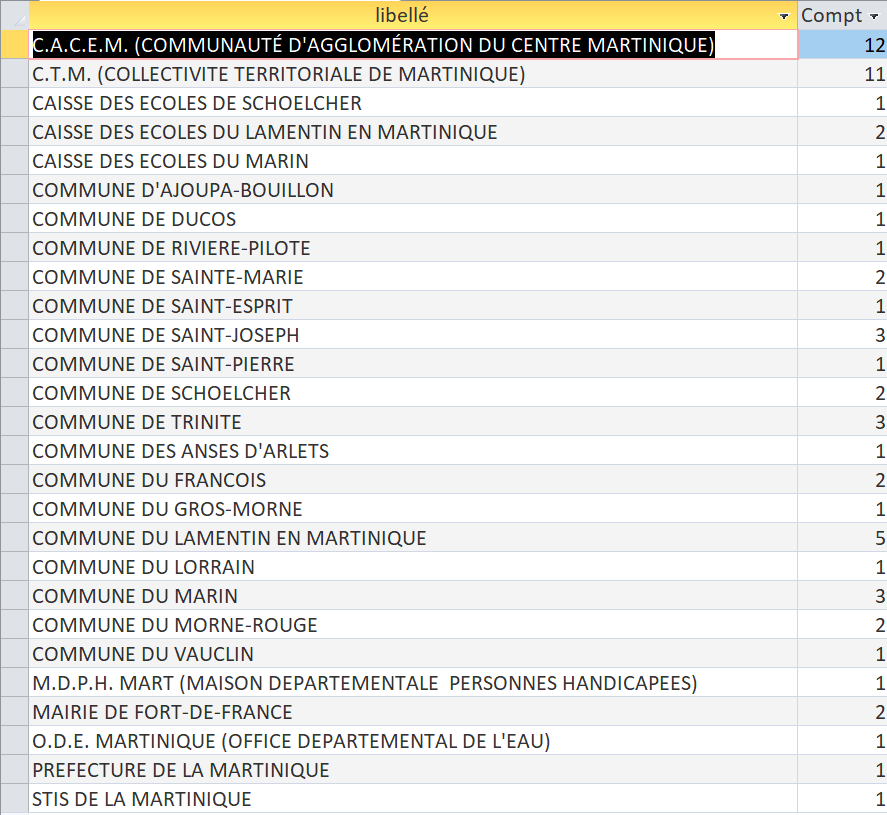 libellé Compt
C.A.C.E.M. (COMMUNAUTÉ D'AGGLOMÉRATION DU CENTRE MARTINIQUE) 12
C.T.M. (COLLECTIVITE TERRITORIALE DE MARTINIQUE) 11
CAISSE DES ECOLES DE SCHOELCHER 1
CAISSE DES ECOLES DU LAMENTIN EN MARTINIQUE 2
CAISSE DES ECOLES DU MARIN 1
COMMUNE D'AJOUPA-BOUILLON 1
COMMUNE DE DUCOS 1
COMMUNE DE RIVIERE-PILOTE 1
COMMUNE DE SAINTE-MARIE 2
COMMUNE DE SAINT-ESPRIT 1
COMMUNE DE SAINT-JOSEPH 3
COMMUNE DE SAINT-PIERRE 1
COMMUNE DE SCHOELCHER 2
COMMUNE DE TRINITE 3
COMMUNE DES ANSES D'ARLETS 1
COMMUNE DU FRANCOIS 2
COMMUNE DU GROS-MORNE 1
COMMUNE DU LAMENTIN EN MARTINIQUE 5
COMMUNE DU LORRAIN 1
COMMUNE DU MARIN 3
COMMUNE DU MORNE-ROUGE 2
COMMUNE DU VAUCLIN 1
M.D.P.H. MART (MAISON DEPARTEMENTALE  PERSONNES HANDICAPEES) 1
MAIRIE DE FORT-DE-FRANCE 2
O.D.E. MARTINIQUE (OFFICE DEPARTEMENTAL DE L'EAU) 1
PREFECTURE DE LA MARTINIQUE 1
STIS DE LA MARTINIQUE 1